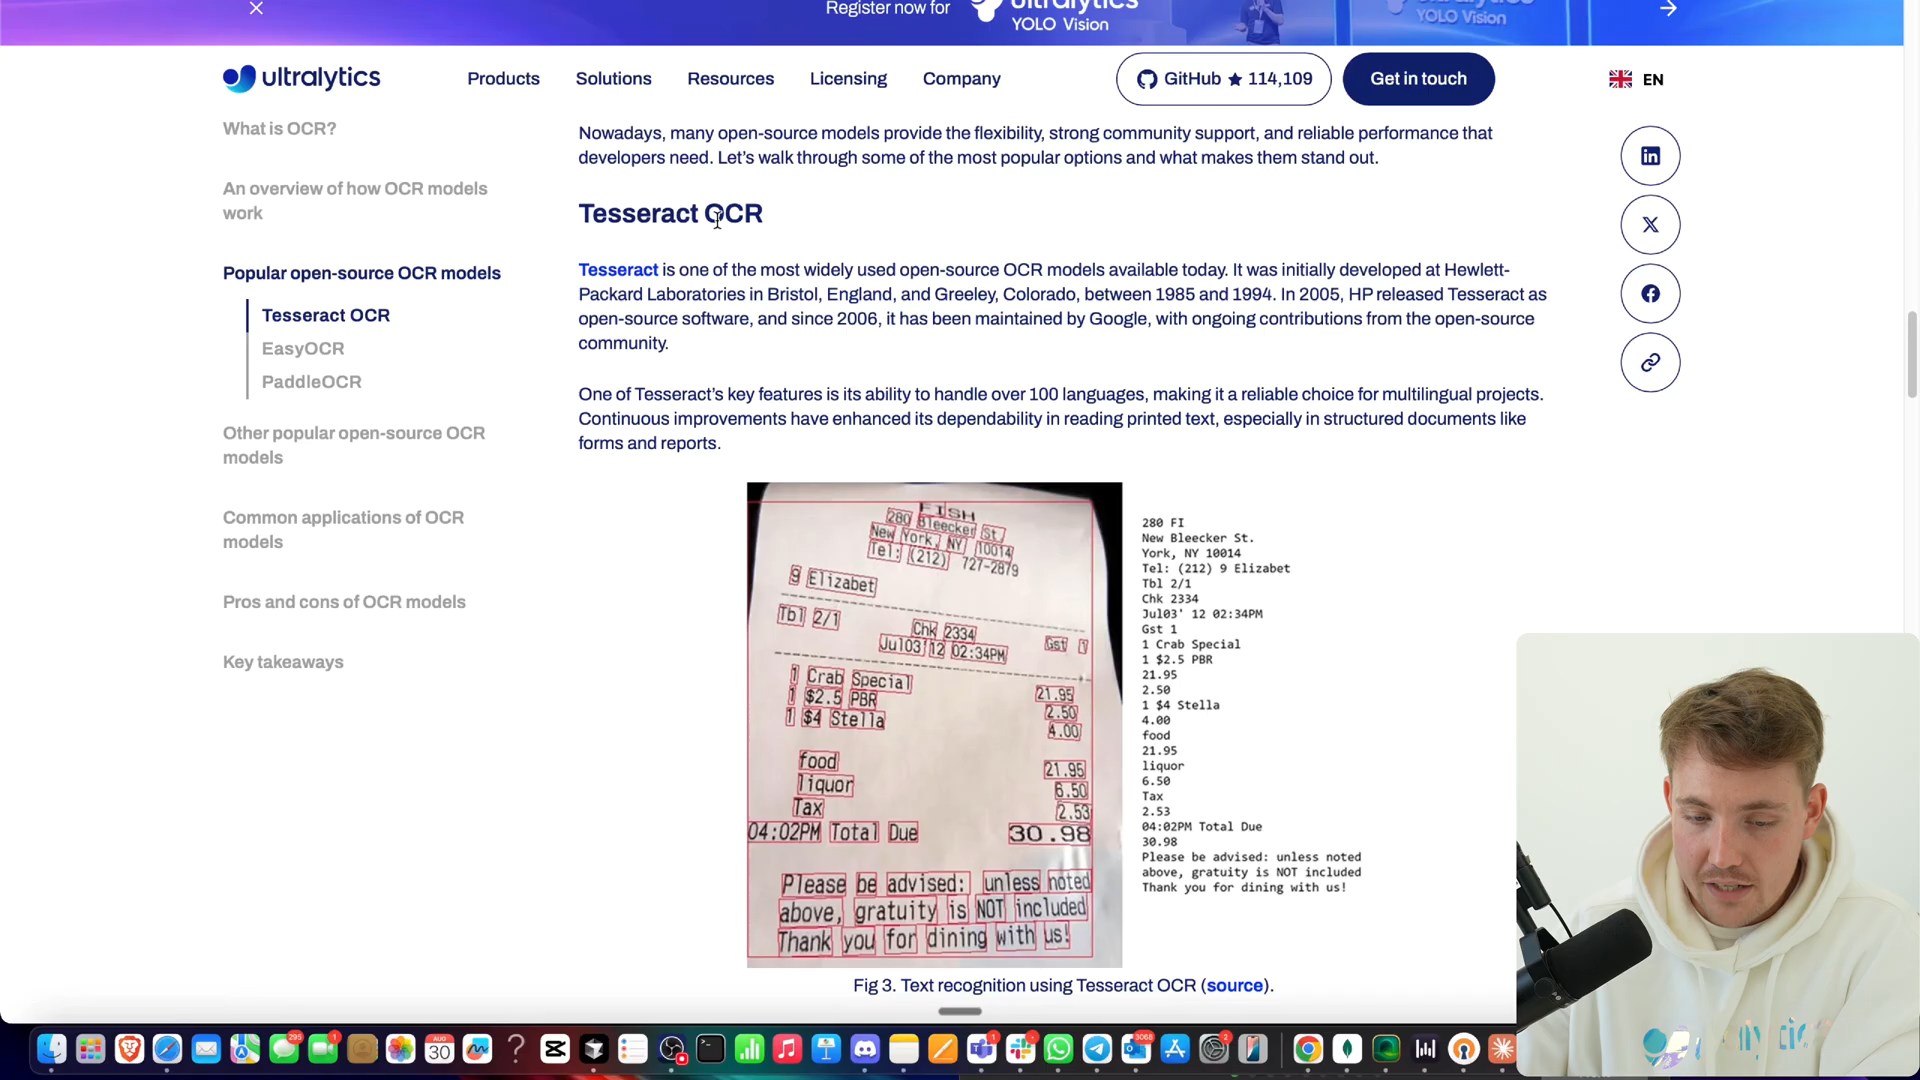 Register now for
ultralytics
YOLO Vision
YOLO Vision
ultralytics
Products
Solutions
Resources
Licensing
Company
GitHub ★ 114,109
Get in touch
EN
What is OCR?
An overview of how OCR models
work
Popular open-source OCR models
Tesseract OCR
EasyOCR
PaddleOCR
Other popular open-source OCR
models
Common applications of OCR
models
Pros and cons of OCR models
Key takeaways
Nowadays, many open-source models provide the flexibility, strong community support, and reliable performance that
developers need. Let's walk through some of the most popular options and what makes them stand out.
Tesseract OCR
Tesseract is one of the most widely used open-source OCR models available today. It was initially developed at Hewlett-
Packard Laboratories in Bristol, England, and Greeley, Colorado, between 1985 and 1994. In 2005, HP released Tesseract as
open-source software, and since 2006, it has been maintained by Google, with ongoing contributions from the open-source
community.
One of Tesseract's key features is its ability to handle over 100 languages, making it a reliable choice for multilingual projects.
Continuous improvements have enhanced its dependability in reading printed text, especially in structured documents like
forms and reports.
FISH
280 Bleecker St.
New York, NY 10014
Tel: (212) 727-2879
9 Elizabet
Tbl 2/1
Chk 2334
Gst 1
Jul03'12 02:34PM
1 Crab Special 21.95
1 $2.5 PBR 2.50
1 $4 Stella 4.00
food 21.95
liquor 6.50
Tax 2.53
04:02PM Total Due 30.98
Please be advised: unless noted
above, gratuity is NOT included
Thank you for dining with us!
280 FI
New Bleecker St.
York, NY 10014
Tel: (212) 9 Elizabet
Tbl 2/1
Chk 2334
Jul03' 12 02:34PM
Gst 1
1 Crab Special
1 $2.5 PBR
21.95
2.50
1 $4 Stella
4.00
food
21.95
liquor
6.50
Tax
2.53
04:02PM Total Due
30.98
Please be advised: unless noted
above, gratuity is NOT included
Thank you for dining with us!
Fig 3. Text recognition using Tesseract OCR (source).
295
1
AUG
30
1
3068
2